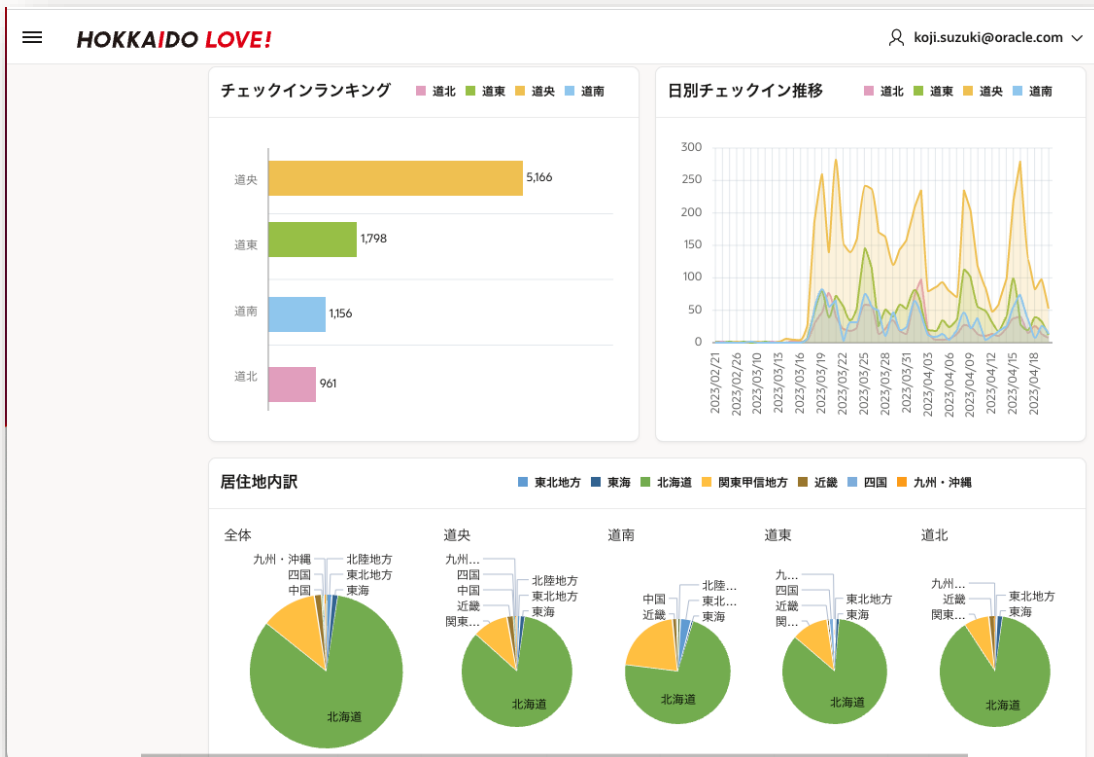 HOKKAIDO LOVE!
koji.suzuki@oracle.com
チェックインランキング
道北 道東 道央 道南
道央 5,166
道東 1,798
道南 1,156
道北 961
日別チェックイン推移
道北 道東 道央 道南
300
250
200
150
100
50
0
2023/02/21
2023/02/26
2023/03/10
2023/03/13
2023/03/16
2023/03/19
2023/03/22
2023/03/25
2023/03/28
2023/03/31
2023/04/03
2023/04/06
2023/04/09
2023/04/12
2023/04/15
2023/04/18
居住地内訳
東北地方 東海 北海道 関東甲信地方 近畿 四国 九州・沖縄
全体
九州・沖縄
四国
中国
北陸地方
東北地方
東海
北海道
道央
九州...
四国
中国
近畿
関東...
北陸地方
東北地方
東海
北海道
道南
中国
近畿
北陸...
東北...
東海
北海道
道東
九...
四国
近畿
関...
東北地方
東海
北海道
道北
九州...
近畿
関東...
東北地方
東海
北海道